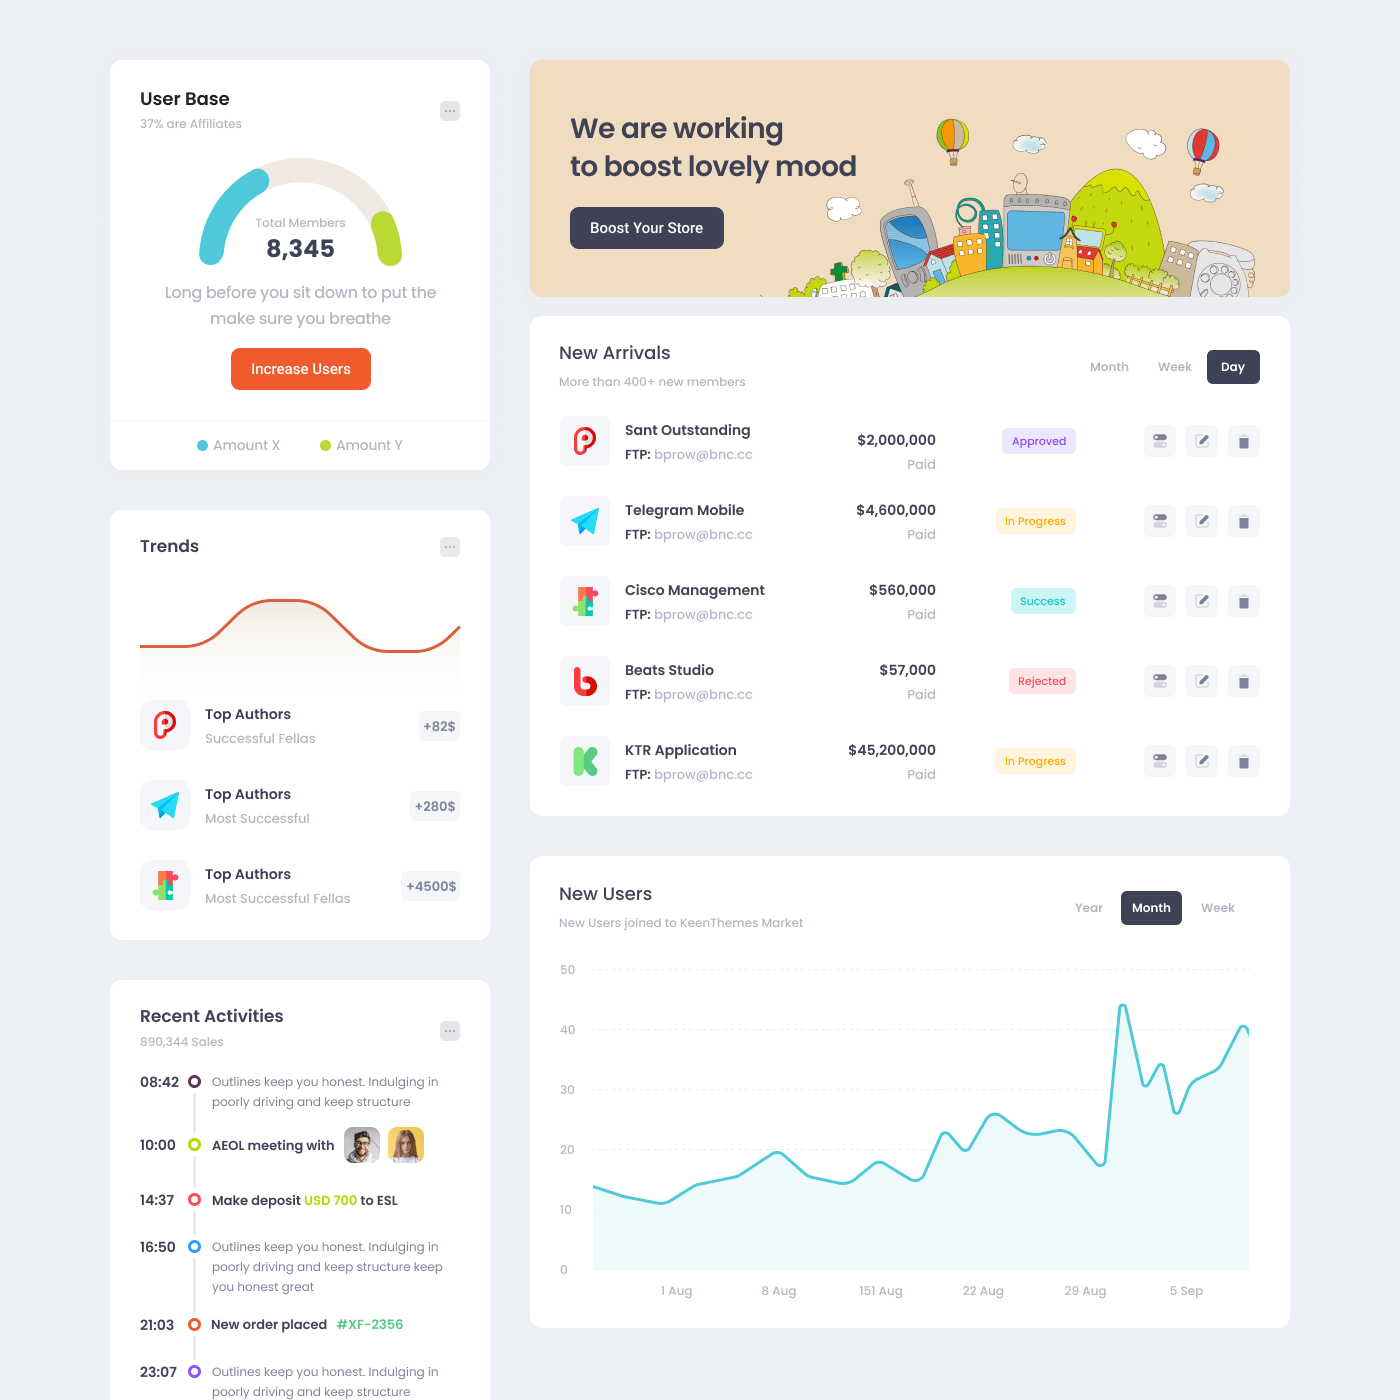 User Base
37% are Affiliates
Total Members
8,345
Long before you sit down to put the
make sure you breathe
Increase Users
Amount X
Amount Y
Trends
Top Authors
Successful Fellas
+82$
Top Authors
Most Successful
+280$
Top Authors
Most Successful Fellas
+4500$
Recent Activities
890,344 Sales
08:42 Outlines keep you honest. Indulging in
poorly driving and keep structure
10:00 AEOL meeting with
14:37 Make deposit USD 700 to ESL
16:50 Outlines keep you honest. Indulging in
poorly driving and keep structure keep
you honest great
21:03 New order placed #XF-2356
23:07 Outlines keep you honest. Indulging in
poorly driving and keep structure
We are working
to boost lovely mood
Boost Your Store
New Arrivals
More than 400+ new members
Month Week Day
Sant Outstanding
FTP: bprow@bnc.cc
$2,000,000
Paid
Approved
Telegram Mobile
FTP: bprow@bnc.cc
$4,600,000
Paid
In Progress
Cisco Management
FTP: bprow@bnc.cc
$560,000
Paid
Success
Beats Studio
FTP: bprow@bnc.cc
$57,000
Paid
Rejected
KTR Application
FTP: bprow@bnc.cc
$45,200,000
Paid
In Progress
New Users
New Users joined to KeenThemes Market
Year Month Week
50
40
30
20
10
0
1 Aug 8 Aug 151 Aug 22 Aug 29 Aug 5 Sep